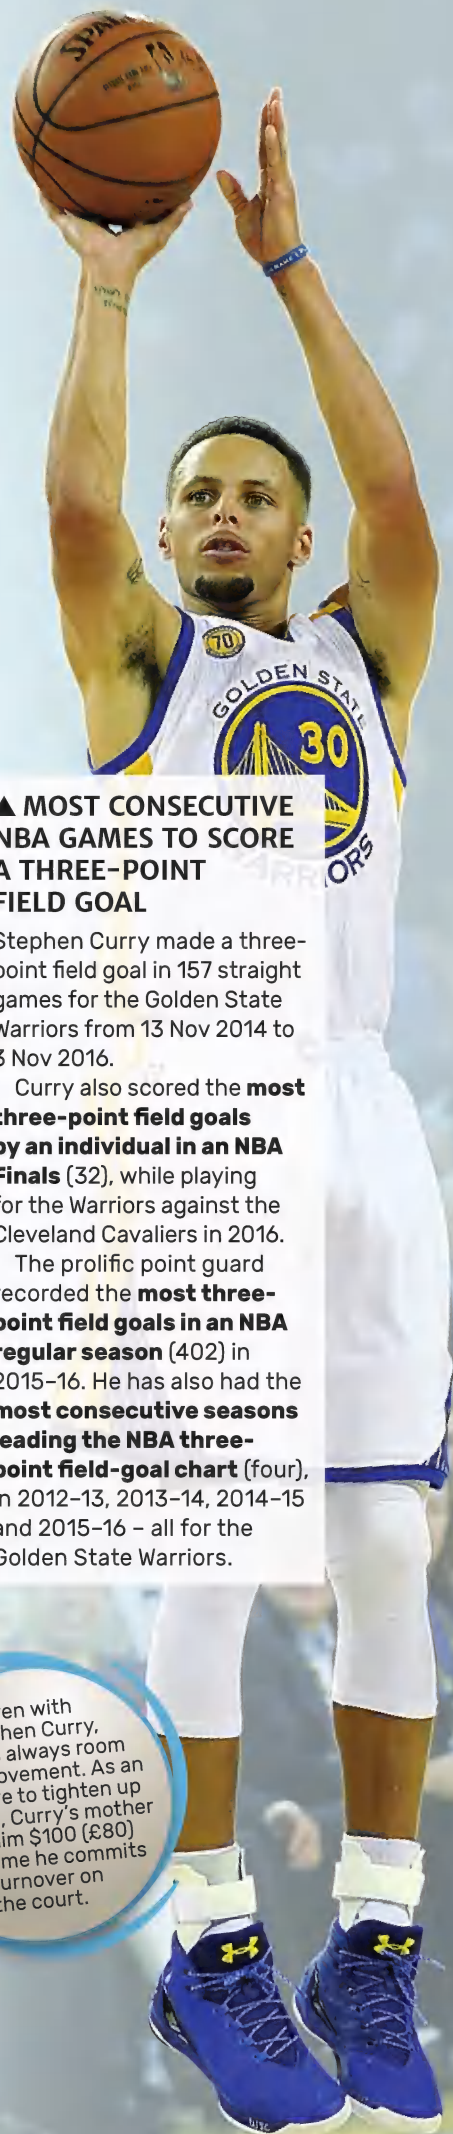 SPAL
70
GOLDEN STATE
30
WARRIORS
▲ MOST CONSECUTIVE
NBA GAMES TO SCORE
A THREE-POINT
FIELD GOAL
Stephen Curry made a three-
point field goal in 157 straight
games for the Golden State
Warriors from 13 Nov 2014 to
3 Nov 2016.
Curry also scored the most
three-point field goals
by an individual in an NBA
Finals (32), while playing
for the Warriors against the
Cleveland Cavaliers in 2016.
The prolific point guard
recorded the most three-
point field goals in an NBA
regular season (402) in
2015–16. He has also had the
most consecutive seasons
leading the NBA three-
point field-goal chart (four),
in 2012–13, 2013–14, 2014–15
and 2015–16 – all for the
Golden State Warriors.
en with
hen Curry,
always room
ovement. As an
e to tighten up
, Curry's mother
im $100 (£80)
me he commits
urnover on
the court.